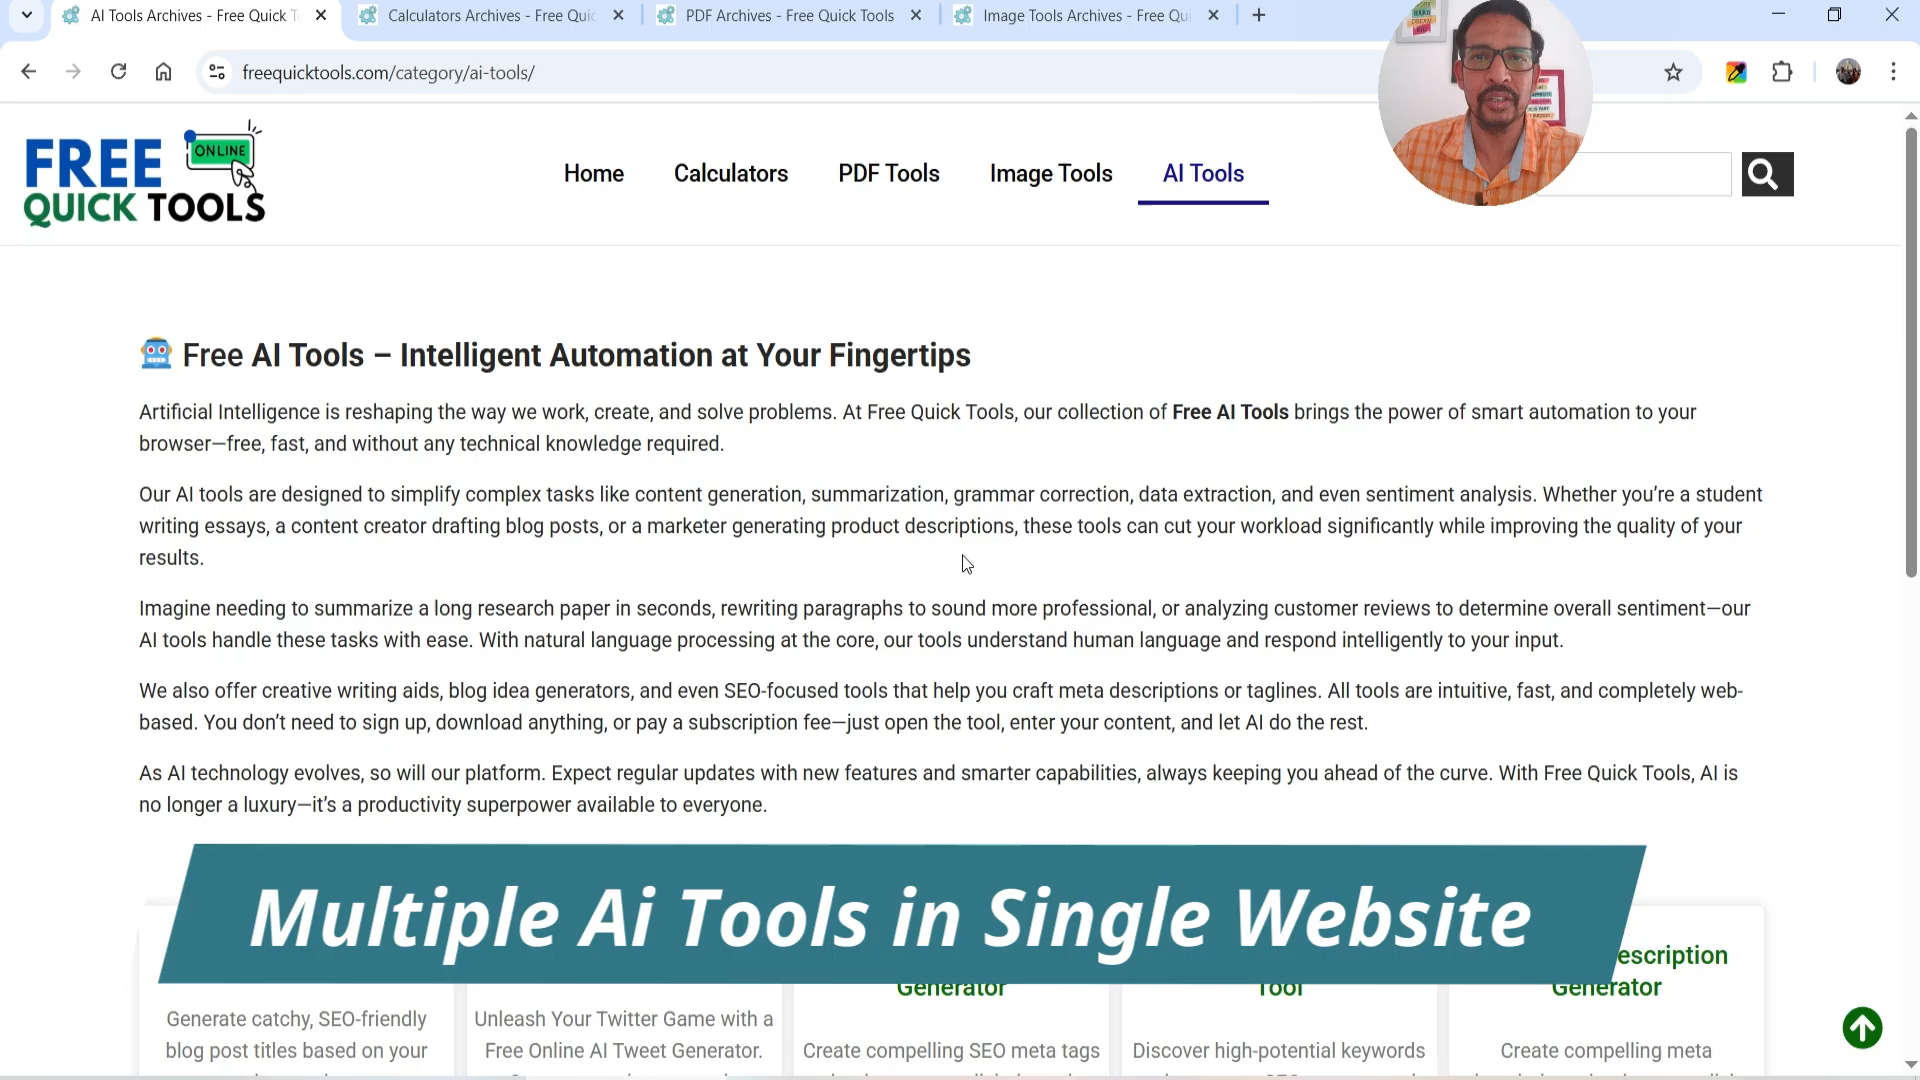 AI Tools Archives - Free Quick T
Calculators Archives - Free Quic
PDF Archives - Free Quick Tools
Image Tools Archives - Free Qui
freequicktools.com/category/ai-tools/
FREE ONLINE
QUICK TOOLS
Home
Calculators
PDF Tools
Image Tools
AI Tools
Free AI Tools – Intelligent Automation at Your Fingertips
Artificial Intelligence is reshaping the way we work, create, and solve problems. At Free Quick Tools, our collection of Free AI Tools brings the power of smart automation to your
browser—free, fast, and without any technical knowledge required.
Our AI tools are designed to simplify complex tasks like content generation, summarization, grammar correction, data extraction, and even sentiment analysis. Whether you’re a student
writing essays, a content creator drafting blog posts, or a marketer generating product descriptions, these tools can cut your workload significantly while improving the quality of your
results.
Imagine needing to summarize a long research paper in seconds, rewriting paragraphs to sound more professional, or analyzing customer reviews to determine overall sentiment—our
AI tools handle these tasks with ease. With natural language processing at the core, our tools understand human language and respond intelligently to your input.
We also offer creative writing aids, blog idea generators, and even SEO-focused tools that help you craft meta descriptions or taglines. All tools are intuitive, fast, and completely web-
based. You don’t need to sign up, download anything, or pay a subscription fee—just open the tool, enter your content, and let AI do the rest.
As AI technology evolves, so will our platform. Expect regular updates with new features and smarter capabilities, always keeping you ahead of the curve. With Free Quick Tools, AI is
no longer a luxury—it’s a productivity superpower available to everyone.
Multiple Ai Tools in Single Website
Generate catchy, SEO-friendly
blog post titles based on your
Unleash Your Twitter Game with a
Free Online AI Tweet Generator.
Generator
Create compelling SEO meta tags
Tool
Discover high-potential keywords
escription
Generator
Create compelling meta